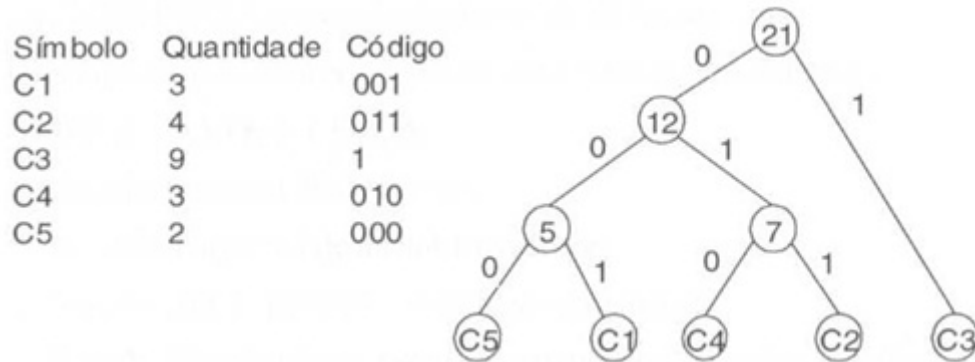 Símbolo Quantidade Código
C1 3 001
C2 4 011
C3 9 1
C4 3 010
C5 2 000
21
0 1
12
0 1
5 7
0 1 0 1
C5 C1 C4 C2 C3